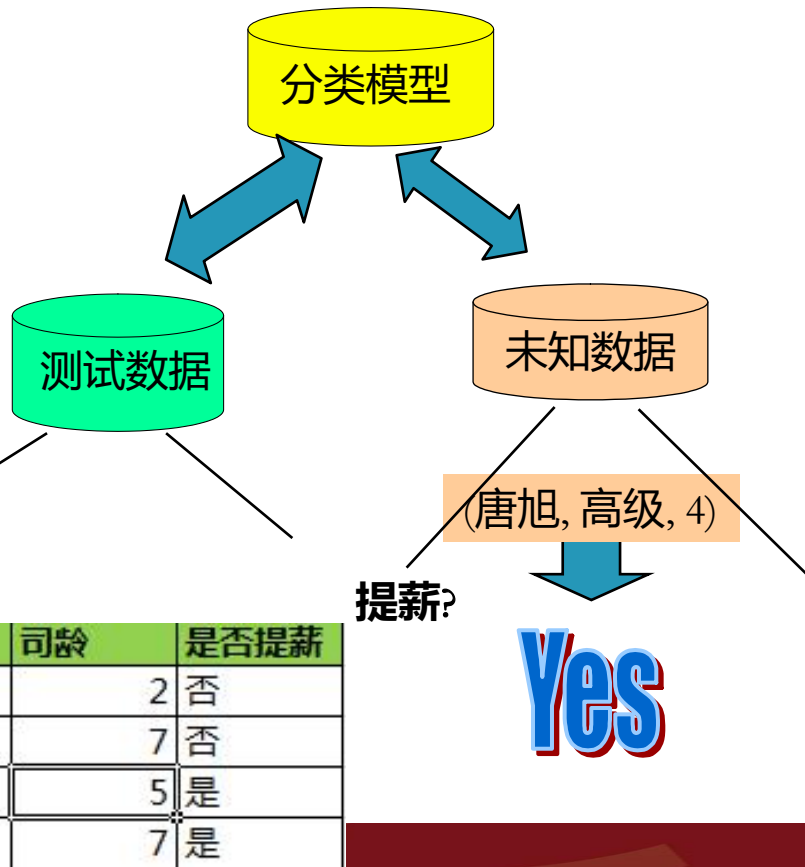 分类模型
测试数据
未知数据
(唐旭, 高级, 4)
提薪?
Yes
司龄 是否提薪
2 否
7 否
5 是
7 是